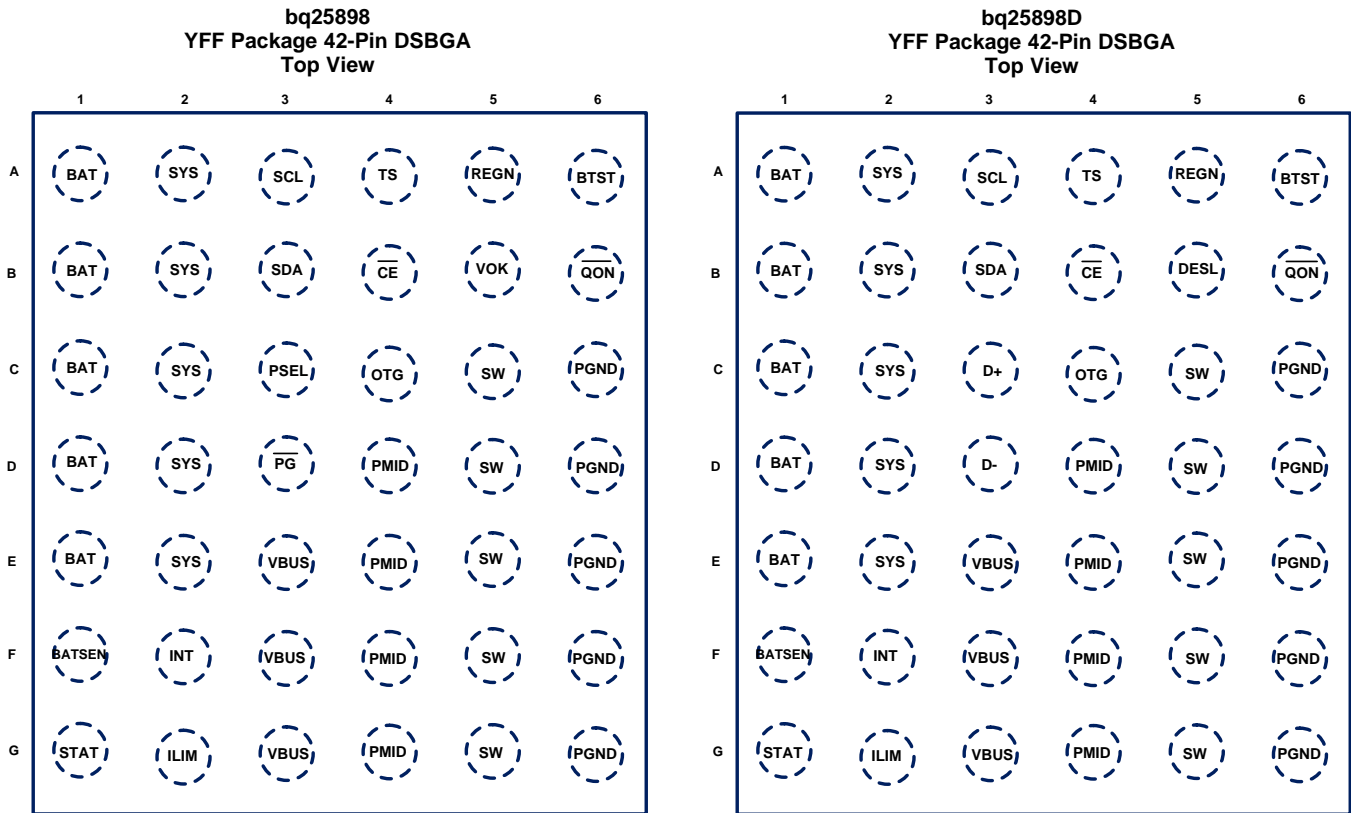 bq25898
YFF Package 42-Pin DSBGA
Top View
1 2 3 4 5 6
A BAT SYS SCL TS REGN BTST
B BAT SYS SDA C̅E̅ VOK Q̅O̅N̅
C BAT SYS PSEL OTG SW PGND
D BAT SYS P̅G̅ PMID SW PGND
E BAT SYS VBUS PMID SW PGND
F BATSEN INT VBUS PMID SW PGND
G STAT ILIM VBUS PMID SW PGND
bq25898D
YFF Package 42-Pin DSBGA
Top View
1 2 3 4 5 6
A BAT SYS SCL TS REGN BTST
B BAT SYS SDA C̅E̅ DESL Q̅O̅N̅
C BAT SYS D+ OTG SW PGND
D BAT SYS D- PMID SW PGND
E BAT SYS VBUS PMID SW PGND
F BATSEN INT VBUS PMID SW PGND
G STAT ILIM VBUS PMID SW PGND